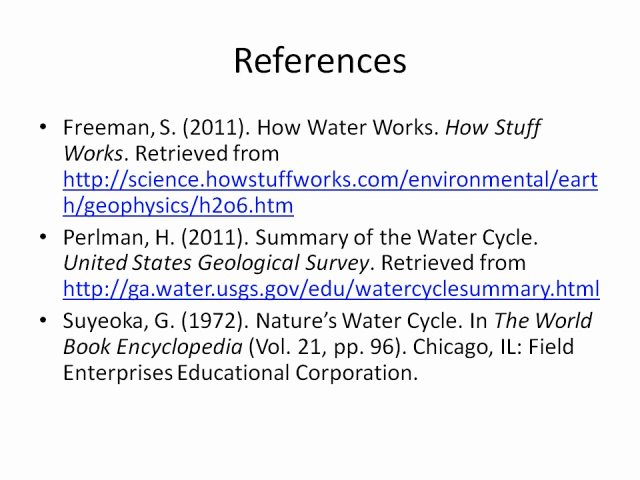 References
• Freeman, S. (2011). How Water Works. How Stuff
Works. Retrieved from
http://science.howstuffworks.com/environmental/eart
h/geophysics/h2o6.htm
• Perlman, H. (2011). Summary of the Water Cycle.
United States Geological Survey. Retrieved from
http://ga.water.usgs.gov/edu/watercyclesummary.html
• Suyeoka, G. (1972). Nature’s Water Cycle. In The World
Book Encyclopedia (Vol. 21, pp. 96). Chicago, IL: Field
Enterprises Educational Corporation.